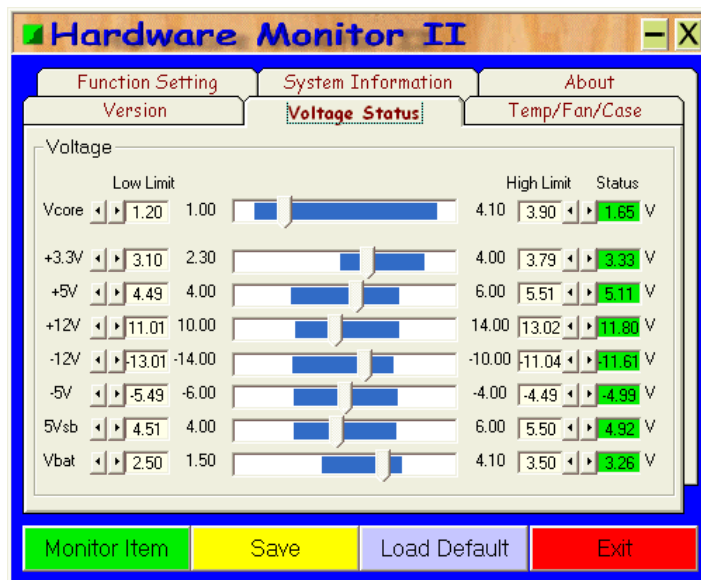 Hardware Monitor II
Function Setting System Information About
Version Voltage Status Temp/Fan/Case
Voltage
Low Limit High Limit Status
Vcore 1.20 1.00 4.10 3.90 1.65 V
+3.3V 3.10 2.30 4.00 3.79 3.33 V
+5V 4.49 4.00 6.00 5.51 5.11 V
+12V 11.01 10.00 14.00 13.02 11.80 V
-12V -13.01 -14.00 -10.00 -11.04 -11.61 V
-5V -5.49 -6.00 -4.00 -4.49 -4.99 V
5Vsb 4.51 4.00 6.00 5.50 4.92 V
Vbat 2.50 1.50 4.10 3.50 3.26 V
Monitor Item Save Load Default Exit